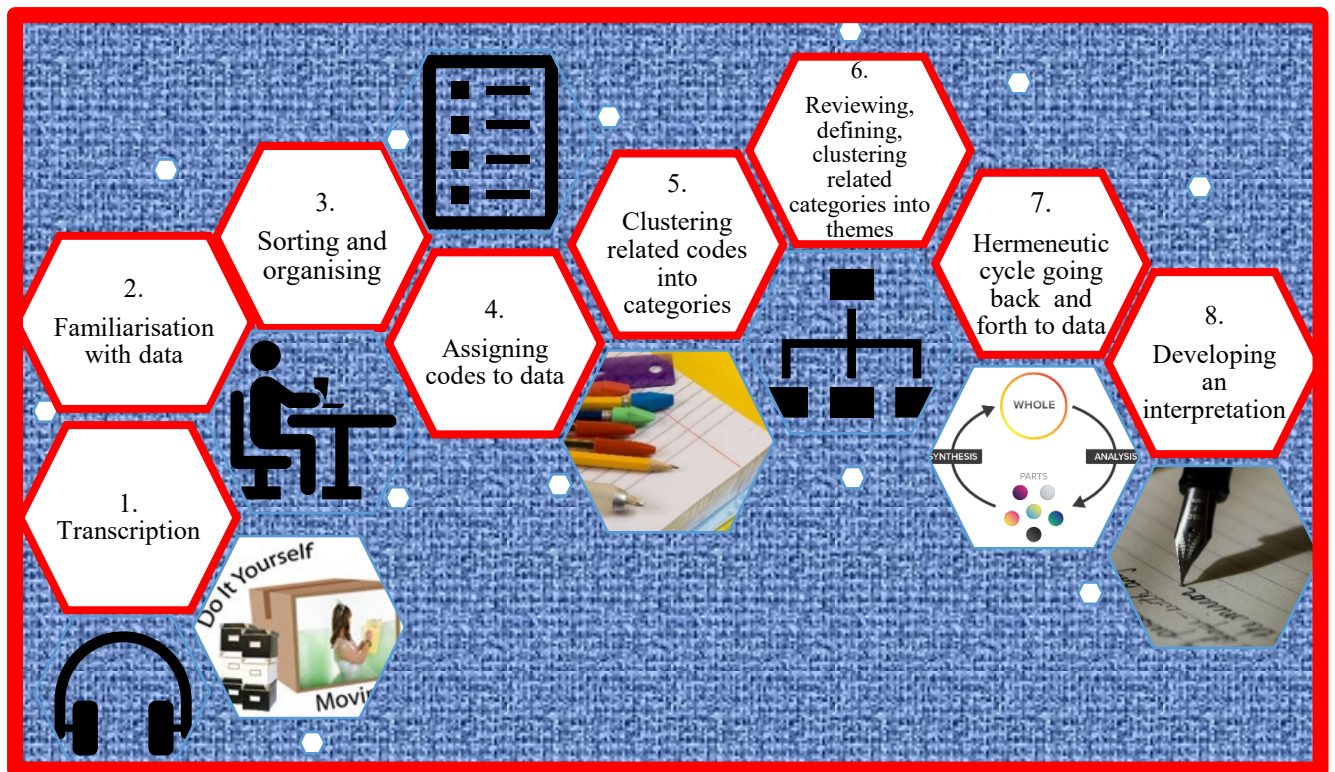 1.
Transcription
2.
Familiarisation
with data
3.
Sorting and
organising
4.
Assigning
codes to data
5.
Clustering
related codes
into
categories
6.
Reviewing,
defining,
clustering
related
categories into
themes
7.
Hermeneutic
cycle going
back and
forth to data
8.
Developing
an
interpretation
Do It Yourself
WHOLE
ANALYSIS
PARTS